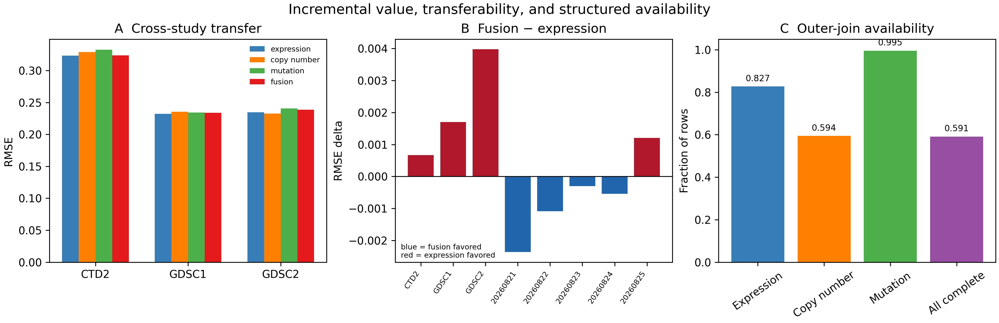 Incremental value, transferability, and structured availability
A  Cross-study transfer
RMSE
0.30
0.25
0.20
0.15
0.10
0.05
0.00
expression
copy number
mutation
fusion
CTD2
GDSC1
GDSC2
B  Fusion − expression
RMSE delta
0.004
0.003
0.002
0.001
0.000
−0.001
−0.002
blue = fusion favored
red = expression favored
CTD2
GDSC1
GDSC2
20260821
20260822
20260823
20260824
20260825
C  Outer-join availability
Fraction of rows
1.0
0.8
0.6
0.4
0.2
0.0
0.827
0.594
0.995
0.591
Expression
Copy number
Mutation
All complete